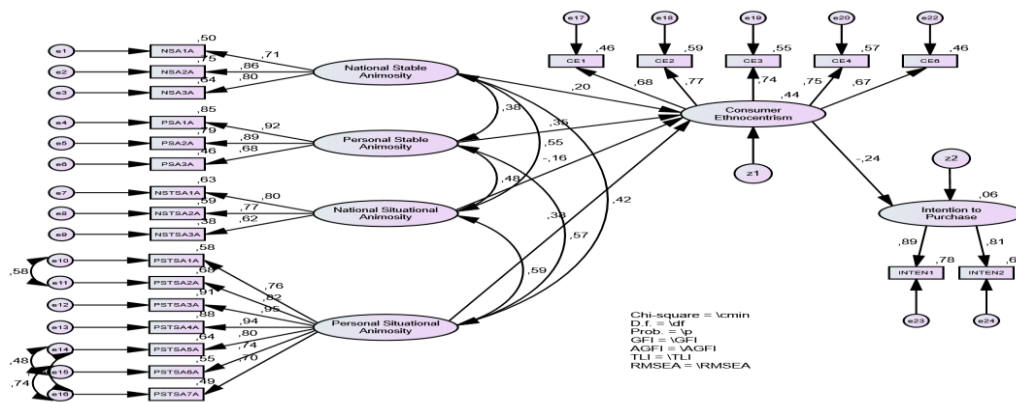 e1
NSA1A
,50
,71
e2
NSA2A
,75
,86
e3
NSA3A
,64
,80
National Stable
Animosity
e4
PSA1A
,85
,92
e5
PSA2A
,79
,89
e6
PSA3A
,46
,68
Personal Stable
Animosity
e7
NSTSA1A
,63
,80
e8
NSTSA2A
,59
,77
e9
NSTSA3A
,38
,62
National Situational
Animosity
e10
PSTSA1A
,58
,76
e11
PSTSA2A
,68
,82
,58
e12
PSTSA3A
,91
,95
e13
PSTSA4A
,88
,94
e14
PSTSA5A
,64
,80
e15
PSTSA6A
,55
,74
e16
PSTSA7A
,49
,70
,48
,74
Personal Situational
Animosity
,38
,55
,48
,42
,57
,59
,20
,35
-,16
,38
e17
e18
e19
e20
e22
,46
,59
,55
,57
,46
CE1
CE2
CE3
CE4
CE6
,68
,77
,74
,75
,67
,44
Consumer
Ethnocentrism
z1
-,24
z2
,06
Intention to
Purchase
,89
,81
,78
INTEN1
INTEN2
e23
e24
Chi-square = \cmin
D.f. = \df
Prob. = \p
GFI = \GFI
AGFI = \AGFI
TLI = \TLI
RMSEA = \RMSEA